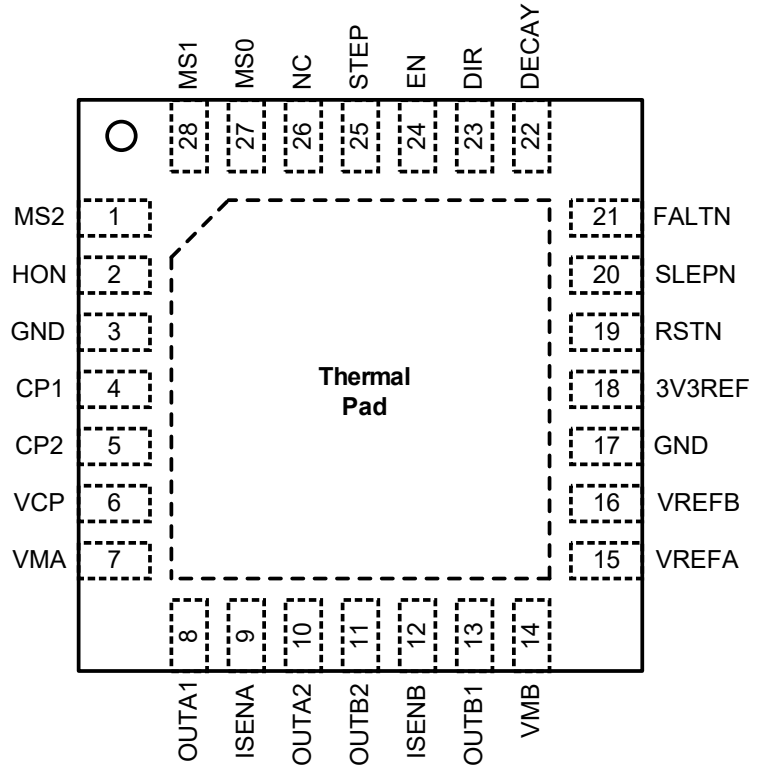 MS1
MS0
NC
STEP
EN
DIR
DECAY
28
27
26
25
24
23
22
MS2 1
HON 2
GND 3
CP1 4
CP2 5
VCP 6
VMA 7
Thermal
Pad
21 FALTN
20 SLEPN
19 RSTN
18 3V3REF
17 GND
16 VREFB
15 VREFA
8
9
10
11
12
13
14
OUTA1
ISENA
OUTA2
OUTB2
ISENB
OUTB1
VMB